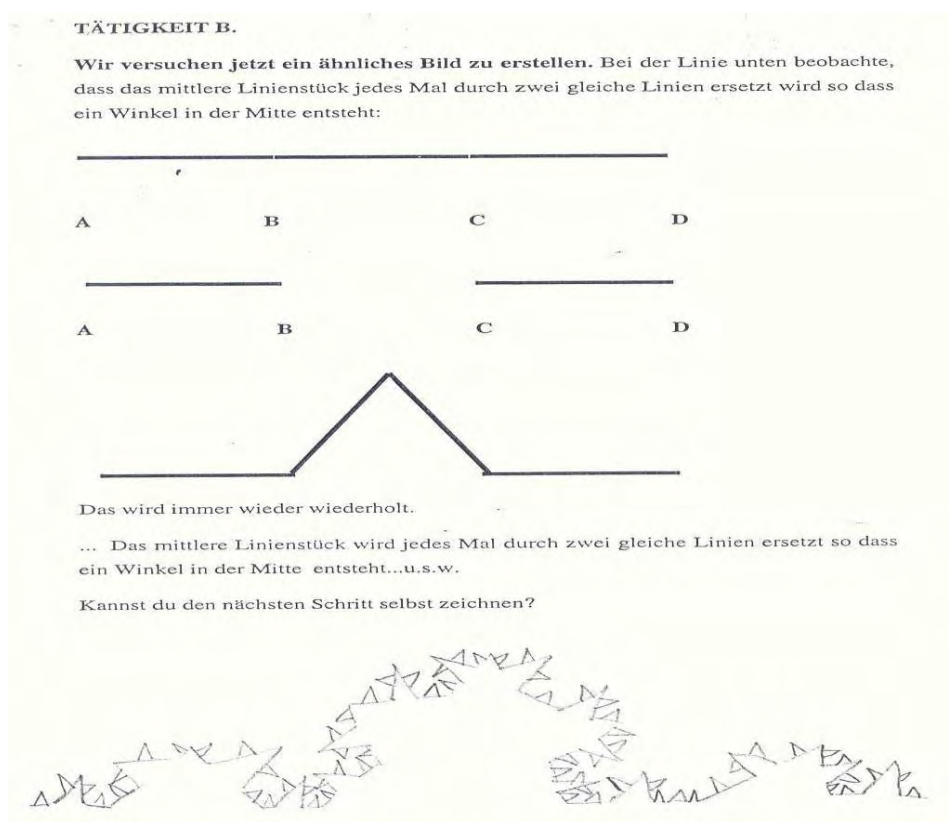 TÄTIGKEIT B.
Wir versuchen jetzt ein ähnliches Bild zu erstellen. Bei der Linie unten beobachte,
dass das mittlere Linienstück jedes Mal durch zwei gleiche Linien ersetzt wird so dass
ein Winkel in der Mitte entsteht:
A B C D
A B C D
Das wird immer wieder wiederholt.
... Das mittlere Linienstück wird jedes Mal durch zwei gleiche Linien ersetzt so dass
ein Winkel in der Mitte entsteht...u.s.w.
Kannst du den nächsten Schritt selbst zeichnen?